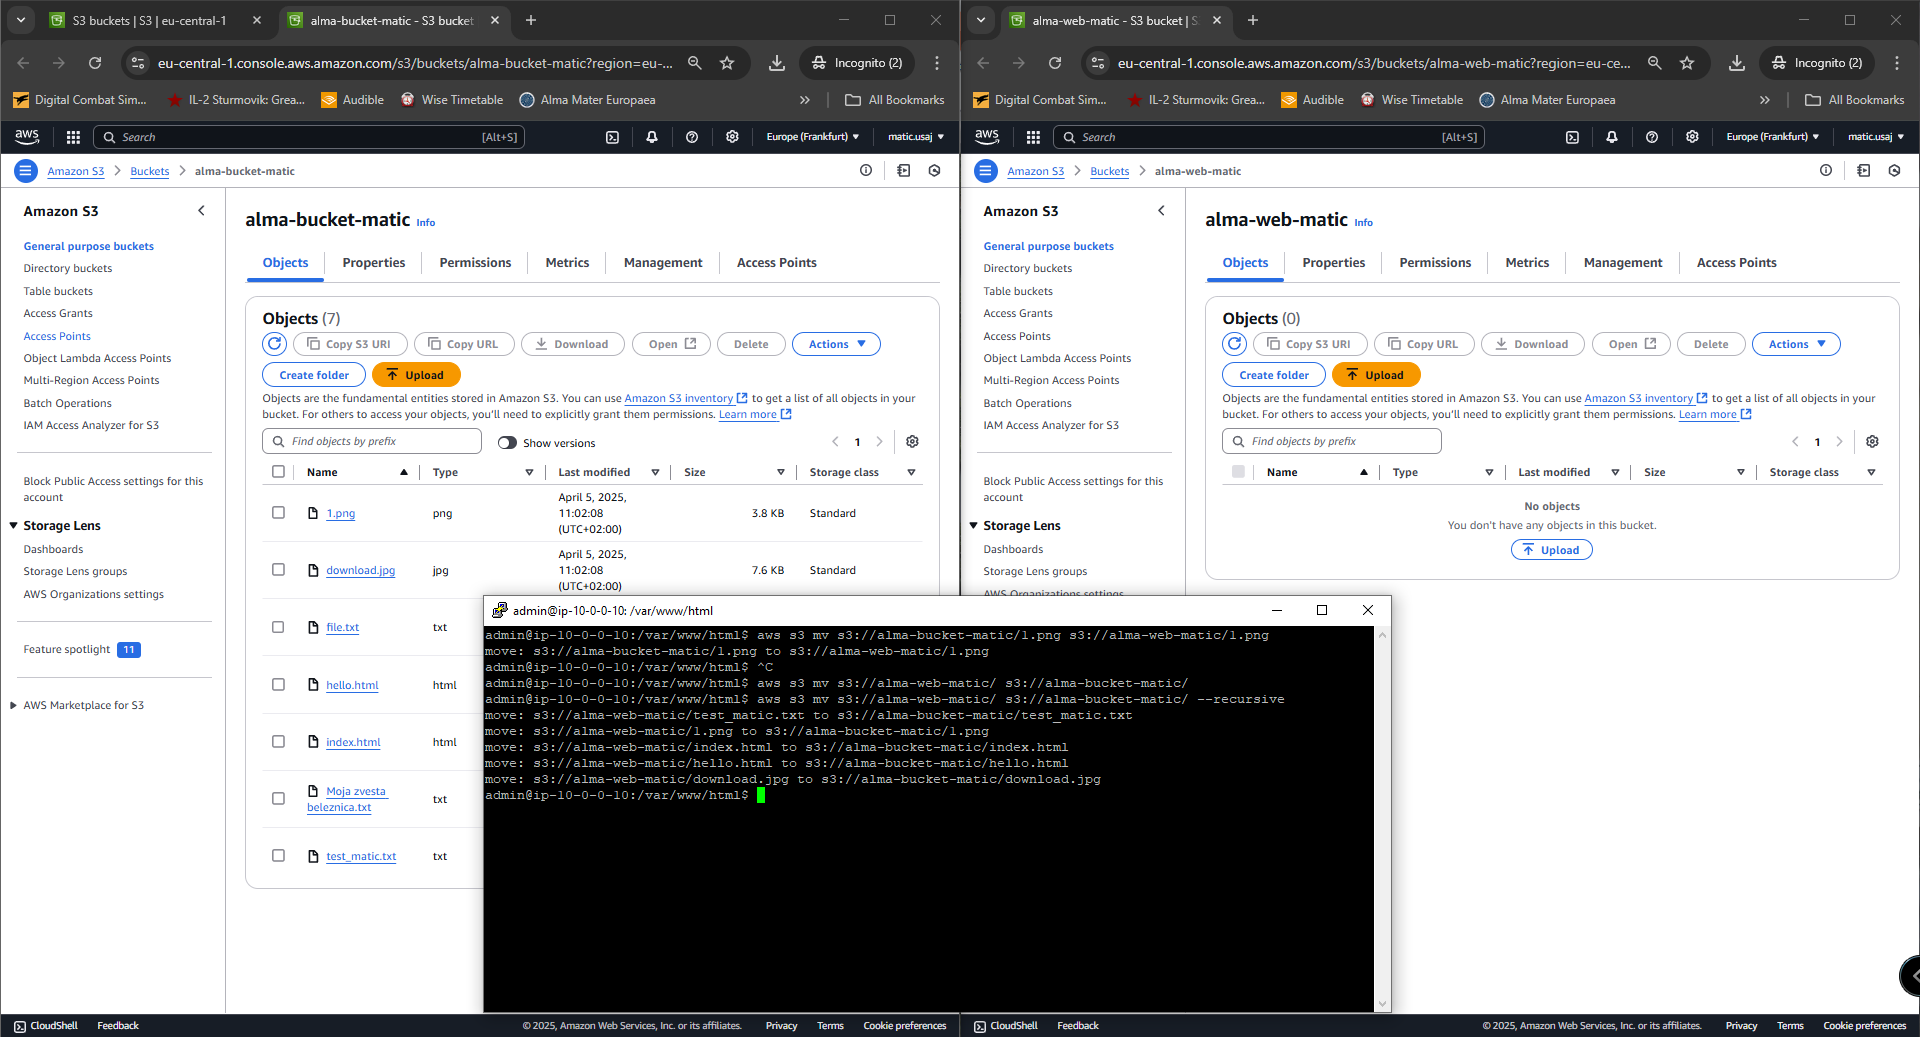 S3 buckets | S3 | eu-central-1
alma-bucket-matic - S3 bucket
eu-central-1.console.aws.amazon.com/s3/buckets/alma-bucket-matic?region=eu-...
Incognito (2)
Digital Combat Sim...
IL-2 Sturmovik: Grea...
Audible
Wise Timetable
Alma Mater Europaea
All Bookmarks
aws
Search
[Alt+S]
Europe (Frankfurt)
matic.usaj
Amazon S3
Buckets
alma-bucket-matic
Amazon S3
General purpose buckets
Directory buckets
Table buckets
Access Grants
Access Points
Object Lambda Access Points
Multi-Region Access Points
Batch Operations
IAM Access Analyzer for S3
Block Public Access settings for this
account
Storage Lens
Dashboards
Storage Lens groups
AWS Organizations settings
Feature spotlight 11
AWS Marketplace for S3
alma-bucket-matic Info
Objects
Properties
Permissions
Metrics
Management
Access Points
Objects (7)
Copy S3 URI
Copy URL
Download
Open
Delete
Actions
Create folder
Upload
Objects are the fundamental entities stored in Amazon S3. You can use Amazon S3 inventory to get a list of all objects in your
bucket. For others to access your objects, you'll need to explicitly grant them permissions. Learn more
Find objects by prefix
Show versions
1
Name
Type
Last modified
Size
Storage class
1.png
png
April 5, 2025,
11:02:08
(UTC+02:00)
3.8 KB
Standard
download.jpg
jpg
April 5, 2025,
11:02:08
(UTC+02:00)
7.6 KB
Standard
file.txt
txt
hello.html
html
index.html
html
Moja zvesta
beleznica.txt
txt
test_matic.txt
txt
CloudShell
Feedback
© 2025, Amazon Web Services, Inc. or its affiliates.
Privacy
Terms
Cookie preferences
alma-web-matic - S3 bucket | S
eu-central-1.console.aws.amazon.com/s3/buckets/alma-web-matic?region=eu-ce...
Incognito (2)
Digital Combat Sim...
IL-2 Sturmovik: Grea...
Audible
Wise Timetable
Alma Mater Europaea
All Bookmarks
aws
Search
[Alt+S]
Europe (Frankfurt)
matic.usaj
Amazon S3
Buckets
alma-web-matic
Amazon S3
General purpose buckets
Directory buckets
Table buckets
Access Grants
Access Points
Object Lambda Access Points
Multi-Region Access Points
Batch Operations
IAM Access Analyzer for S3
Block Public Access settings for this
account
Storage Lens
Dashboards
Storage Lens groups
AWS Organizations settings
alma-web-matic Info
Objects
Properties
Permissions
Metrics
Management
Access Points
Objects (0)
Copy S3 URI
Copy URL
Download
Open
Delete
Actions
Create folder
Upload
Objects are the fundamental entities stored in Amazon S3. You can use Amazon S3 inventory to get a list of all objects in your
bucket. For others to access your objects, you'll need to explicitly grant them permissions. Learn more
Find objects by prefix
1
Name
Type
Last modified
Size
Storage class
No objects
You don't have any objects in this bucket.
Upload
CloudShell
Feedback
© 2025, Amazon Web Services, Inc. or its affiliates.
Privacy
Terms
Cookie preferences
admin@ip-10-0-0-10: /var/www/html
admin@ip-10-0-0-10:/var/www/html$ aws s3 mv s3://alma-bucket-matic/1.png s3://alma-web-matic/1.png
move: s3://alma-bucket-matic/1.png to s3://alma-web-matic/1.png
admin@ip-10-0-0-10:/var/www/html$ ^C
admin@ip-10-0-0-10:/var/www/html$ aws s3 mv s3://alma-web-matic/ s3://alma-bucket-matic/
admin@ip-10-0-0-10:/var/www/html$ aws s3 mv s3://alma-web-matic/ s3://alma-bucket-matic/ --recursive
move: s3://alma-web-matic/test_matic.txt to s3://alma-bucket-matic/test_matic.txt
move: s3://alma-web-matic/1.png to s3://alma-bucket-matic/1.png
move: s3://alma-web-matic/index.html to s3://alma-bucket-matic/index.html
move: s3://alma-web-matic/hello.html to s3://alma-bucket-matic/hello.html
move: s3://alma-web-matic/download.jpg to s3://alma-bucket-matic/download.jpg
admin@ip-10-0-0-10:/var/www/html$